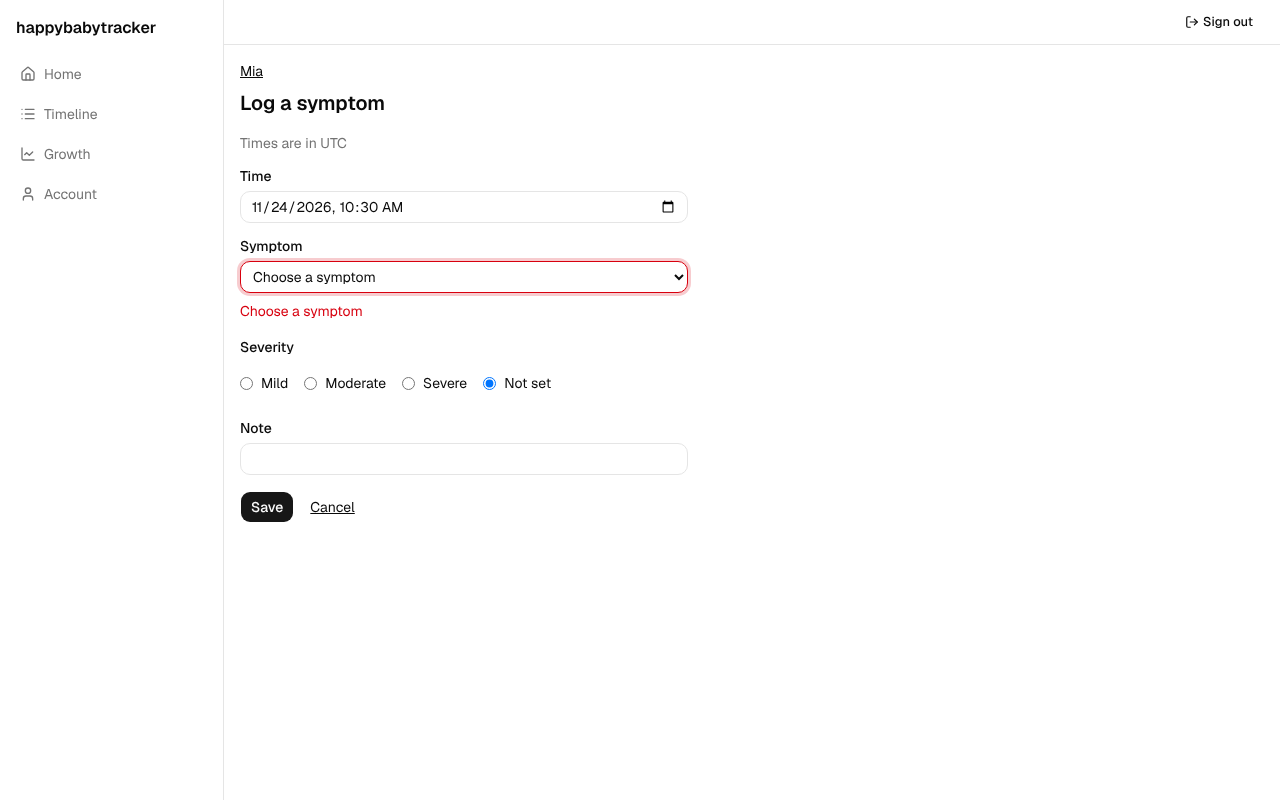 happybabytracker
Sign out
Home
Timeline
Growth
Account
Mia
Log a symptom
Times are in UTC
Time
11/24/2026, 10:30 AM
Symptom
Choose a symptom
Choose a symptom
Severity
Mild Moderate Severe Not set
Note
Save Cancel